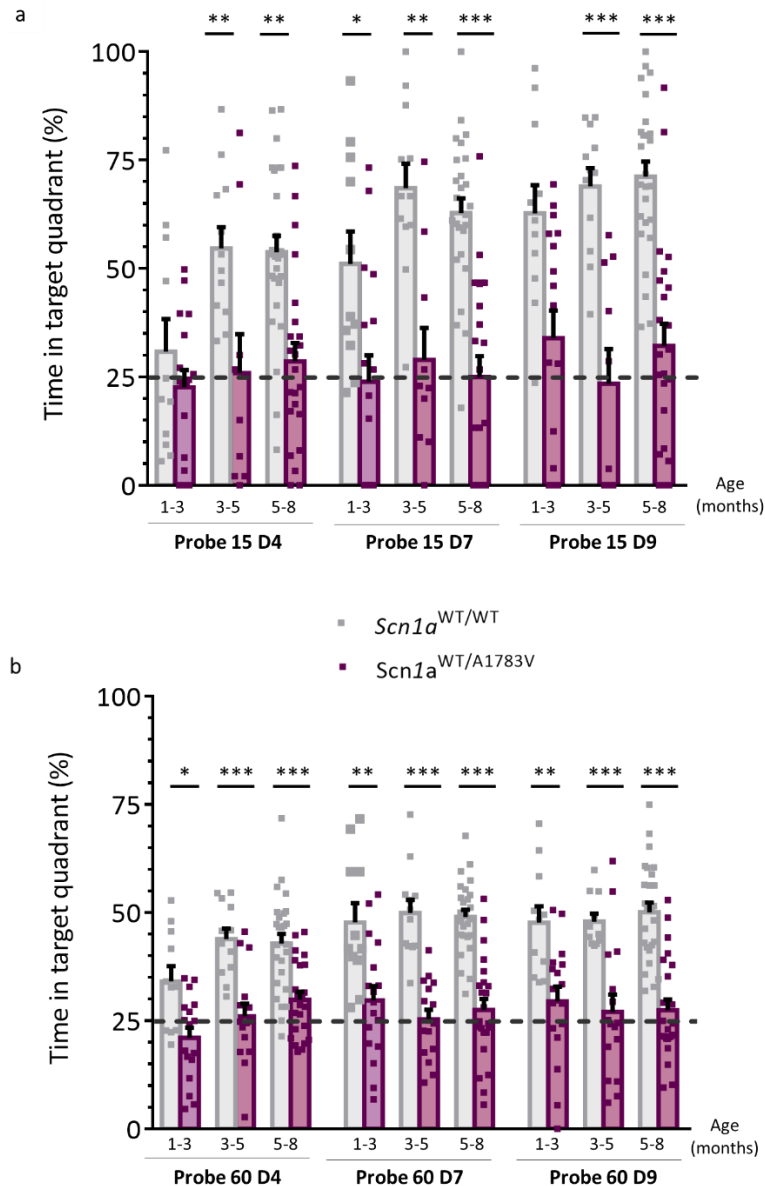 a
** ** * ** *** *** ***
Time in target quadrant (%)
100
75
50
25
0
1-3 3-5 5-8 1-3 3-5 5-8 1-3 3-5 5-8 Age (months)
Probe 15 D4 Probe 15 D7 Probe 15 D9
Scn1a WT/WT
Scn1a WT/A1783V
b
Time in target quadrant (%)
100
* *** *** ** *** *** ** *** ***
75
50
25
0
1-3 3-5 5-8 1-3 3-5 5-8 1-3 3-5 5-8 Age (months)
Probe 60 D4 Probe 60 D7 Probe 60 D9